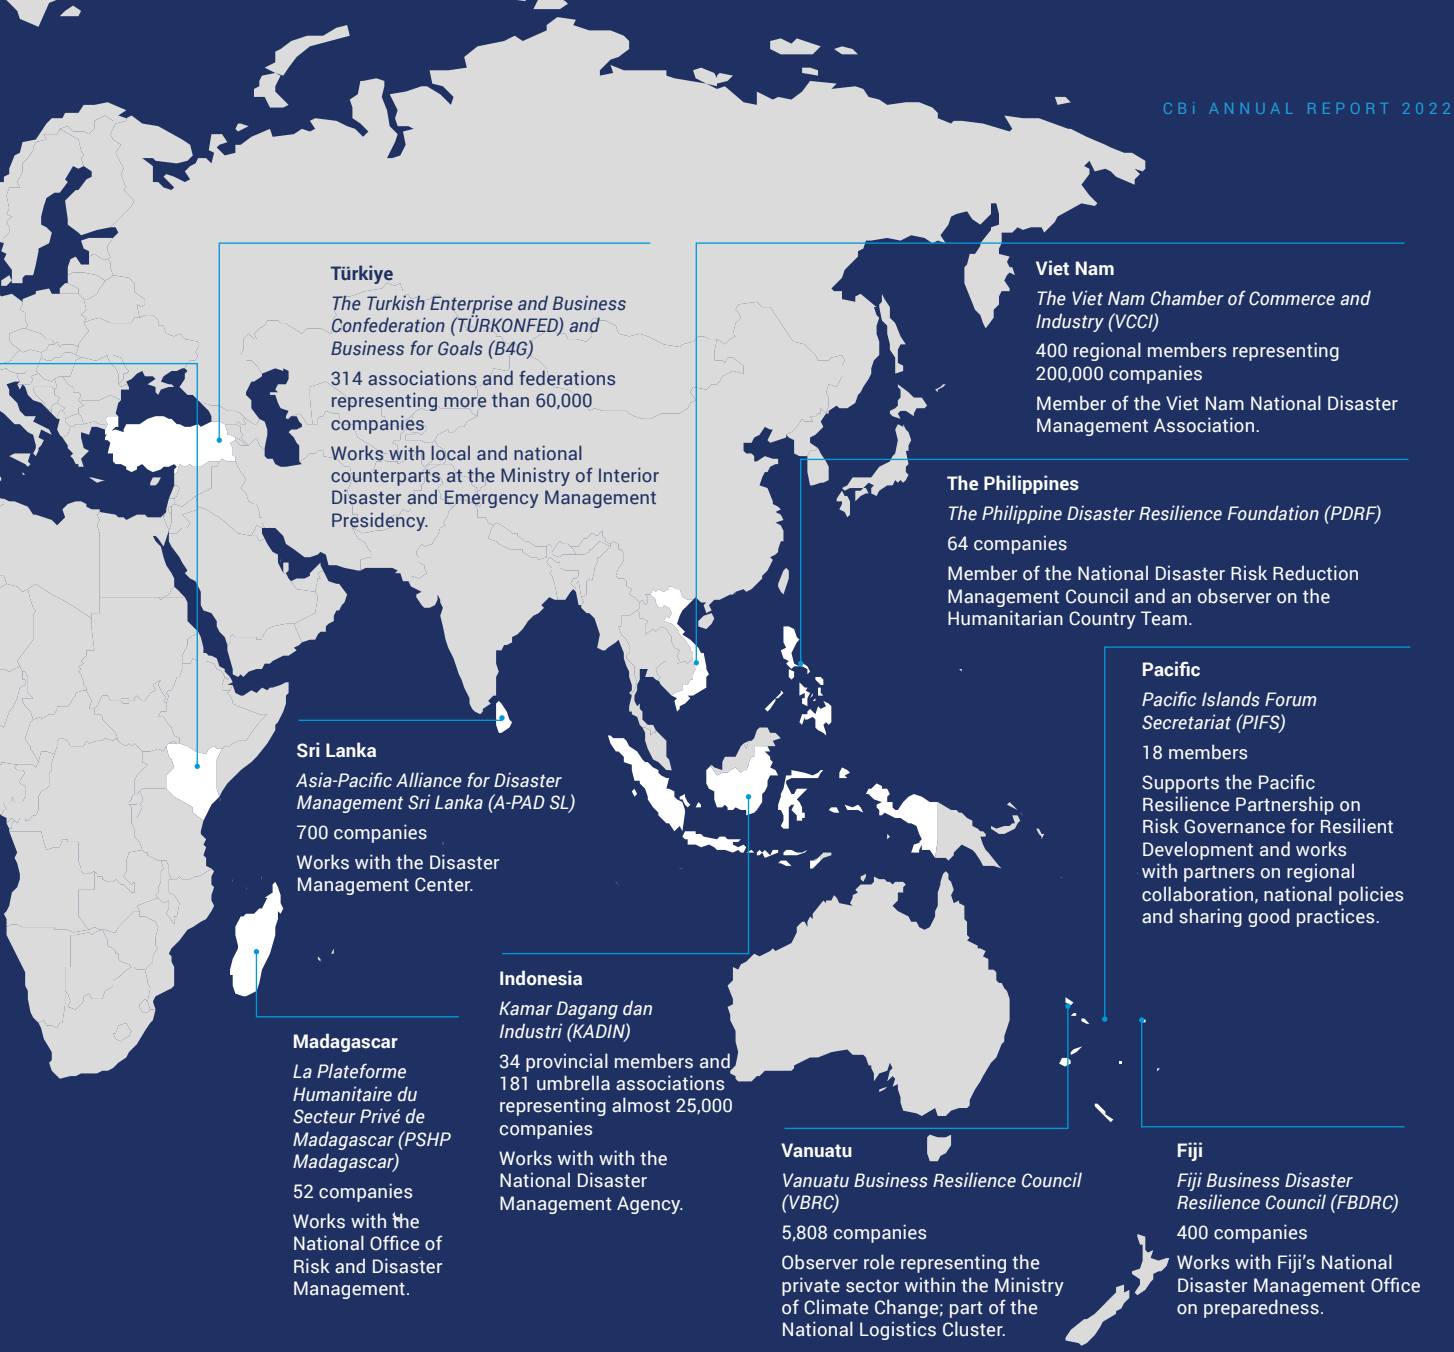 CBi ANNUAL REPORT 2022
Türkiye
The Turkish Enterprise and Business
Confederation (TÜRKONFED) and
Business for Goals (B4G)
314 associations and federations
representing more than 60,000
companies
Works with local and national
counterparts at the Ministry of Interior
Disaster and Emergency Management
Presidency.
Viet Nam
The Viet Nam Chamber of Commerce and
Industry (VCCI)
400 regional members representing
200,000 companies
Member of the Viet Nam National Disaster
Management Association.
The Philippines
The Philippine Disaster Resilience Foundation (PDRF)
64 companies
Member of the National Disaster Risk Reduction
Management Council and an observer on the
Humanitarian Country Team.
Pacific
Pacific Islands Forum
Secretariat (PIFS)
18 members
Supports the Pacific
Resilience Partnership on
Risk Governance for Resilient
Development and works
with partners on regional
collaboration, national policies
and sharing good practices.
Sri Lanka
Asia-Pacific Alliance for Disaster
Management Sri Lanka (A-PAD SL)
700 companies
Works with the Disaster
Management Center.
Indonesia
Kamar Dagang dan
Industri (KADIN)
34 provincial members and
181 umbrella associations
representing almost 25,000
companies
Works with with the
National Disaster
Management Agency.
Madagascar
La Plateforme
Humanitaire du
Secteur Privé de
Madagascar (PSHP
Madagascar)
52 companies
Works with the
National Office of
Risk and Disaster
Management.
Vanuatu
Vanuatu Business Resilience Council
(VBRC)
5,808 companies
Observer role representing the
private sector within the Ministry
of Climate Change; part of the
National Logistics Cluster.
Fiji
Fiji Business Disaster
Resilience Council (FBDRC)
400 companies
Works with Fiji's National
Disaster Management Office
on preparedness.